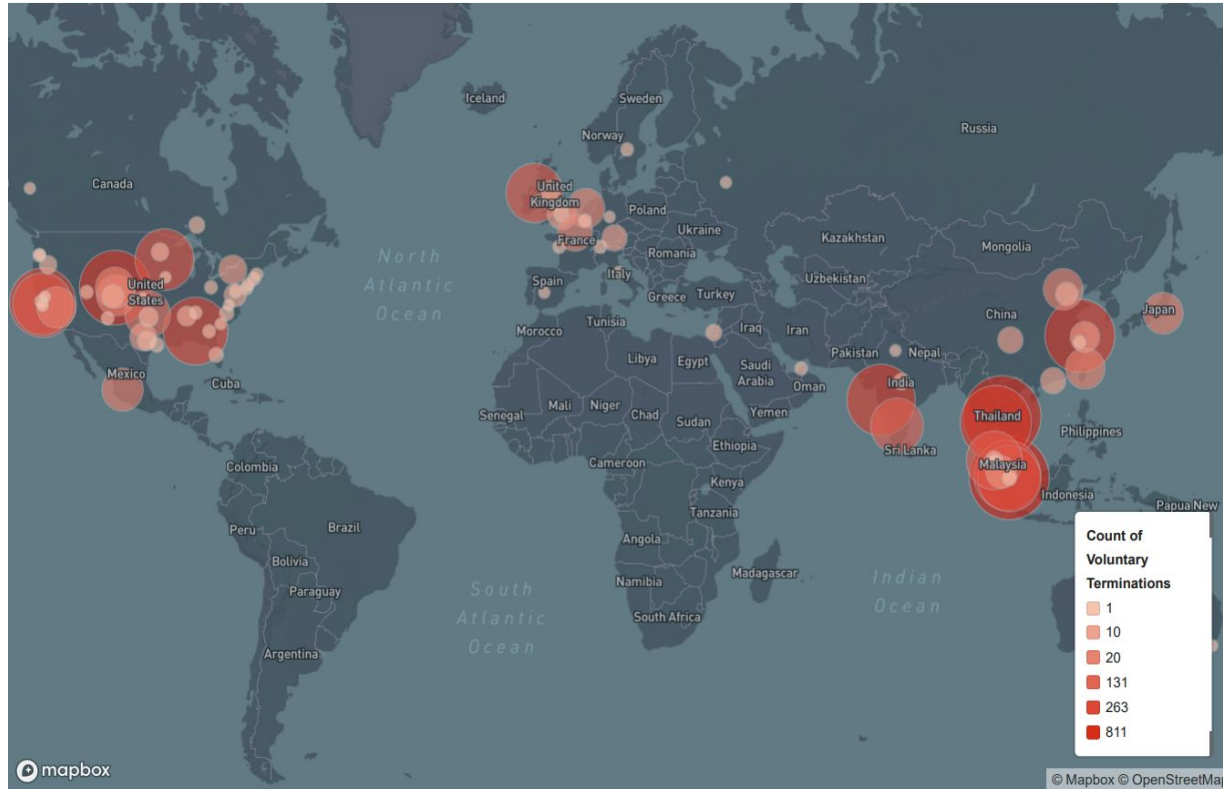 Iceland
Sweden
Norway
Russia
Canada
United
Kingdom
Poland
Ukraine
Kazakhstan
Mongolia
France
Romania
North
Atlantic
Ocean
Uzbekistan
United
States
Italy
Spain
Greece
Turkey
China
Japan
Tunisia
Morocco
Iraq
Iran
Pakistan
Nepal
Libya
Egypt
Saudi
Arabia
Mexico
Cuba
Oman
India
Mali
Niger
Chad
Sudan
Yemen
Senegal
Thailand
Philippines
Ethiopia
Sri Lanka
Colombia
Cameroon
Malaysia
Kenya
Indonesia
Papua New
Tanzania
Peru
Brazil
Angola
Bolivia
Namibia
Madagascar
Indian
Ocean
Paraguay
South
Atlantic
Ocean
South Africa
Argentina
Count of
Voluntary
Terminations
1
10
20
131
263
811
mapbox
© Mapbox © OpenStreetMap